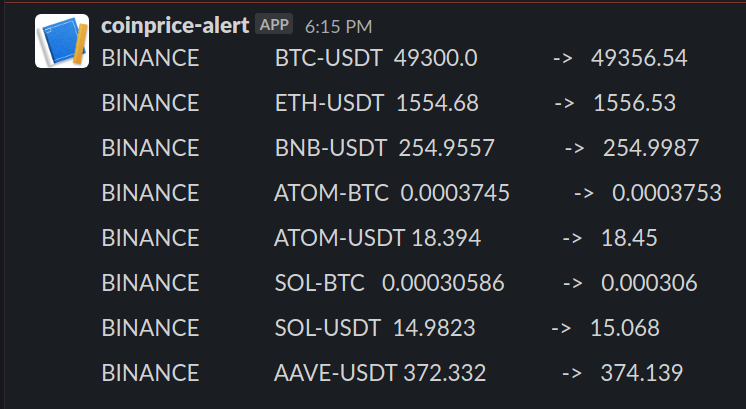 coinprice-alert APP 6:15 PM
BINANCE BTC-USDT 49300.0 -> 49356.54
BINANCE ETH-USDT 1554.68 -> 1556.53
BINANCE BNB-USDT 254.9557 -> 254.9987
BINANCE ATOM-BTC 0.0003745 -> 0.0003753
BINANCE ATOM-USDT 18.394 -> 18.45
BINANCE SOL-BTC 0.00030586 -> 0.000306
BINANCE SOL-USDT 14.9823 -> 15.068
BINANCE AAVE-USDT 372.332 -> 374.139